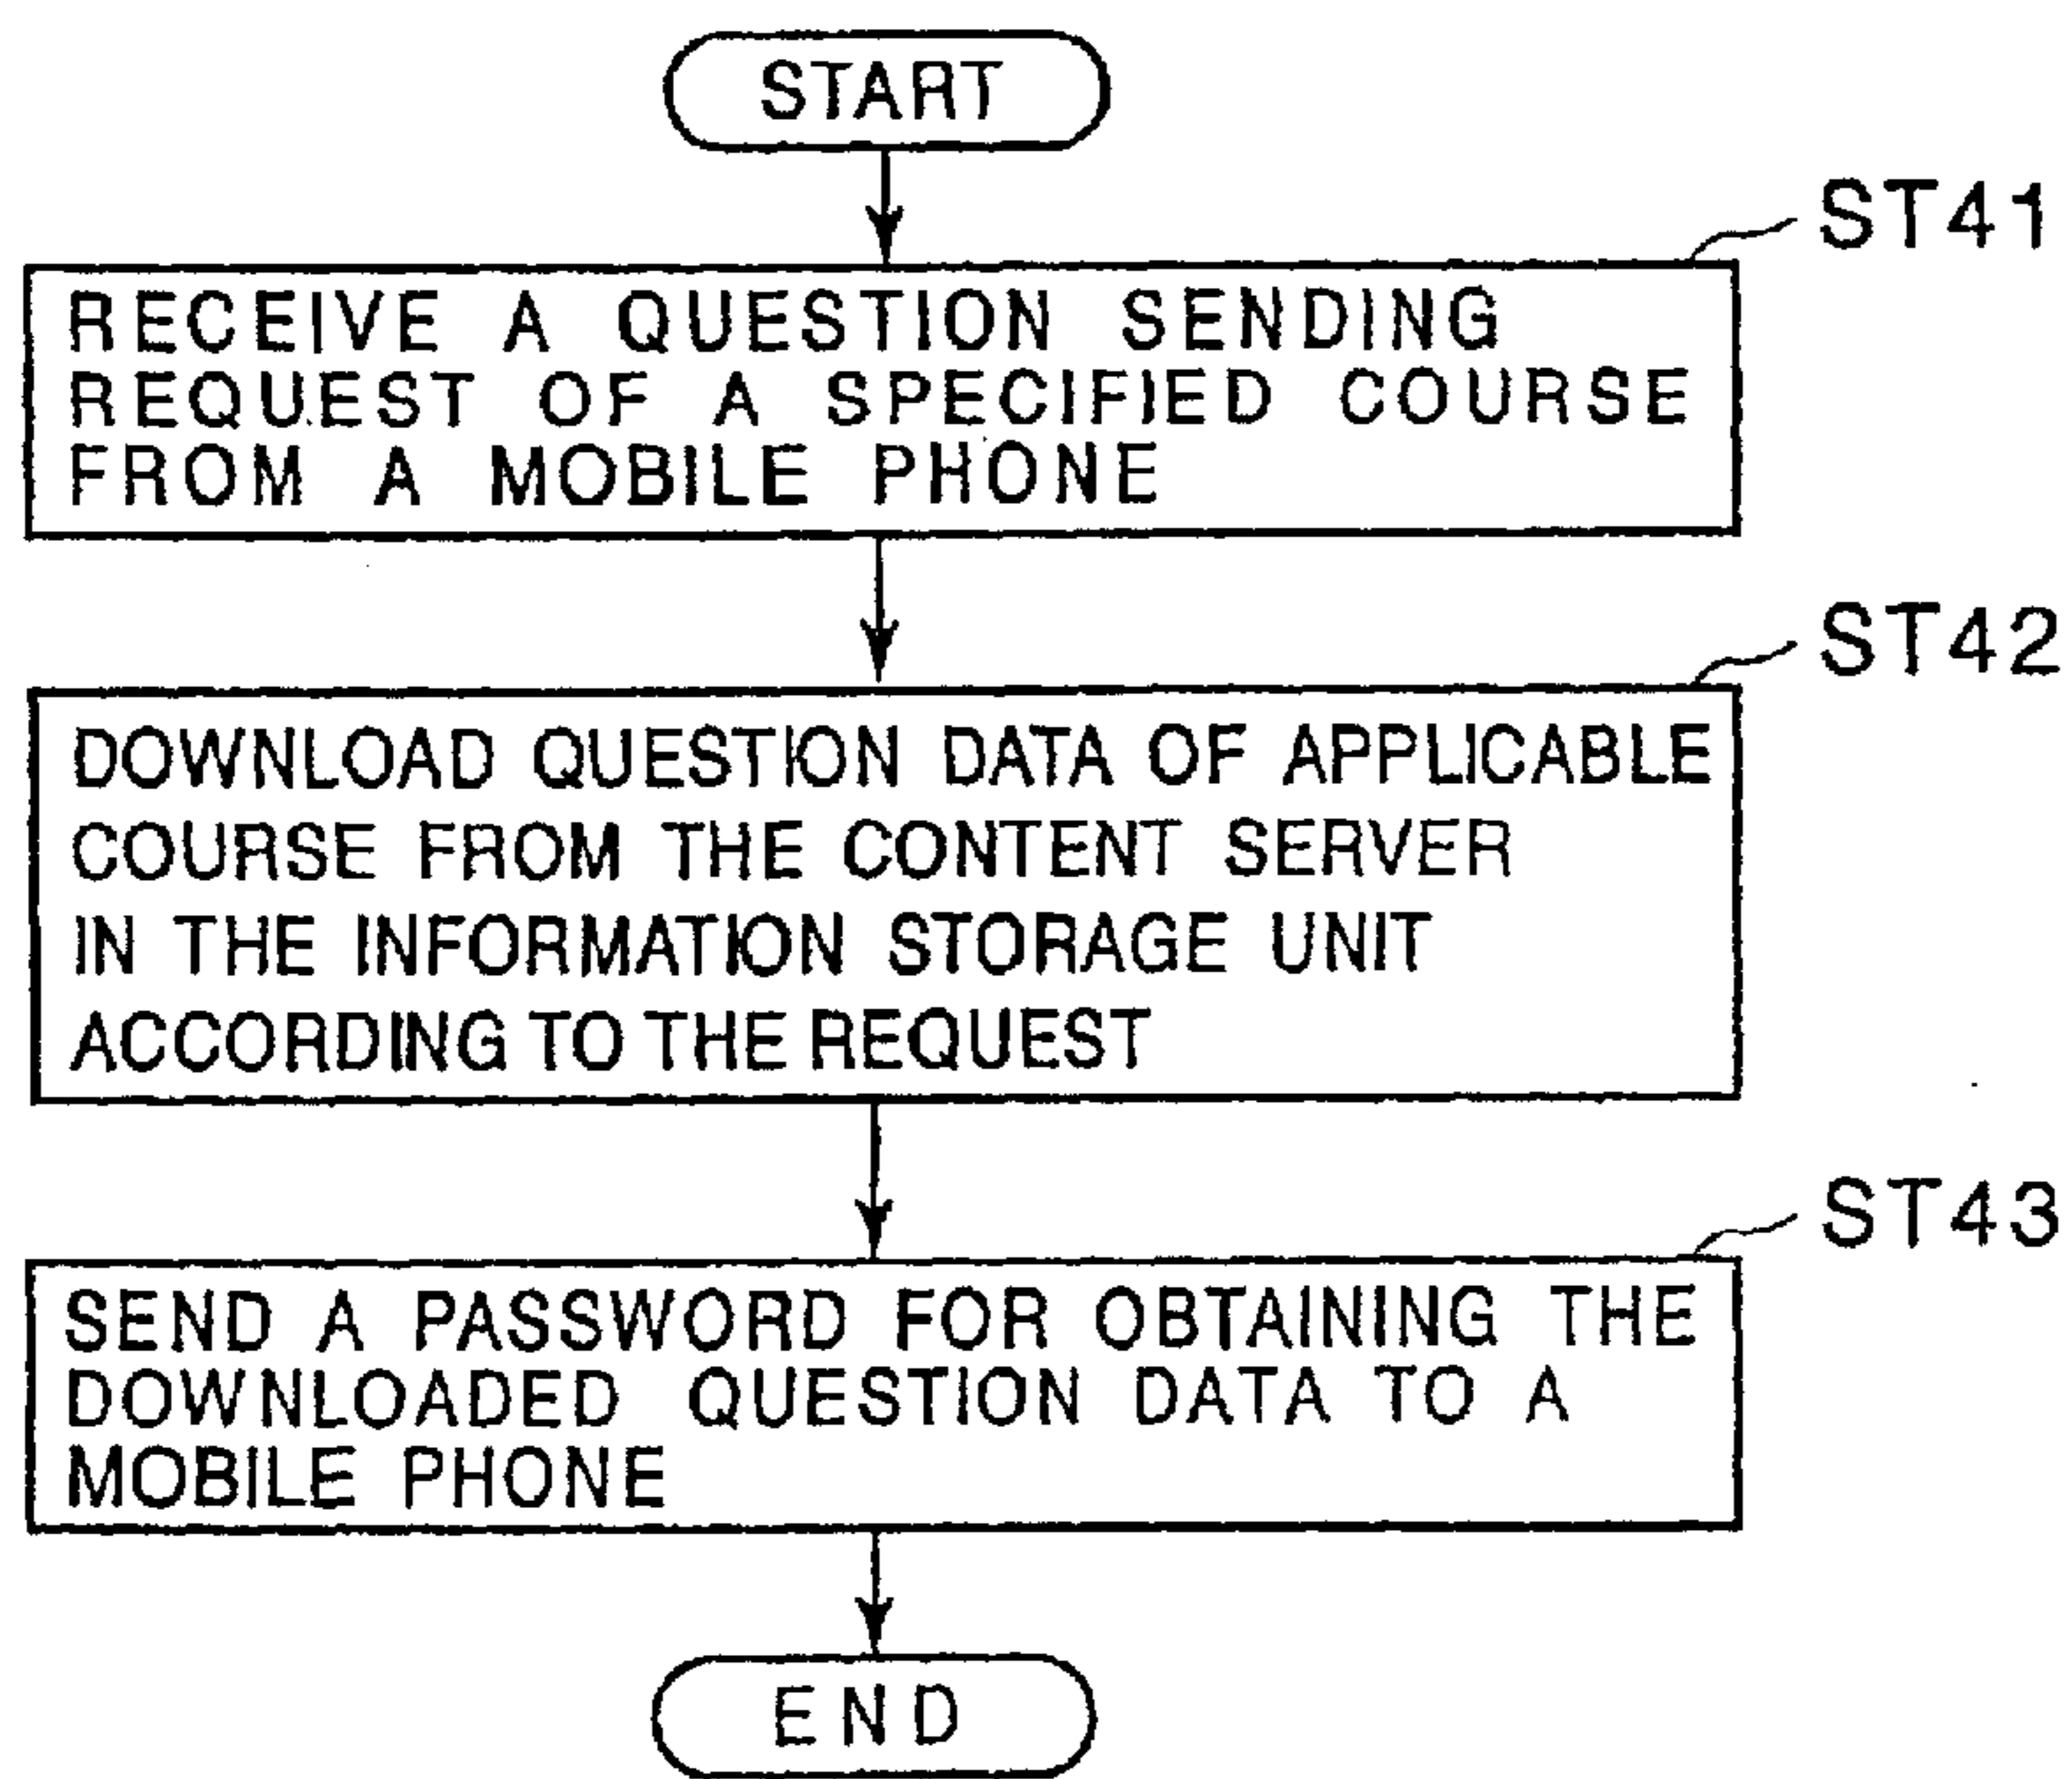 START
ST41
RECEIVE A QUESTION SENDING
REQUEST OF A SPECIFIED COURSE
FROM A MOBILE PHONE
ST42
DOWNLOAD QUESTION DATA OF APPLICABLE
COURSE FROM THE CONTENT SERVER
IN THE INFORMATION STORAGE UNIT
ACCORDING TO THE REQUEST
ST43
SEND A PASSWORD FOR OBTAINING THE
DOWNLOADED QUESTION DATA TO A
MOBILE PHONE
END